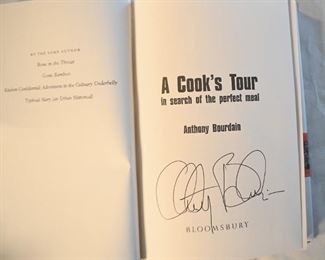 BY THE SAME AUTHOR
Bone in the Throat
Gone Bamboo
Kitchen Confidential: Adventures in the Culinary Underbelly
Typhoid Mary (an Urban Historical)
A Cook's Tour
in search of the perfect meal
Anthony Bourdain
BLOOMSBURY